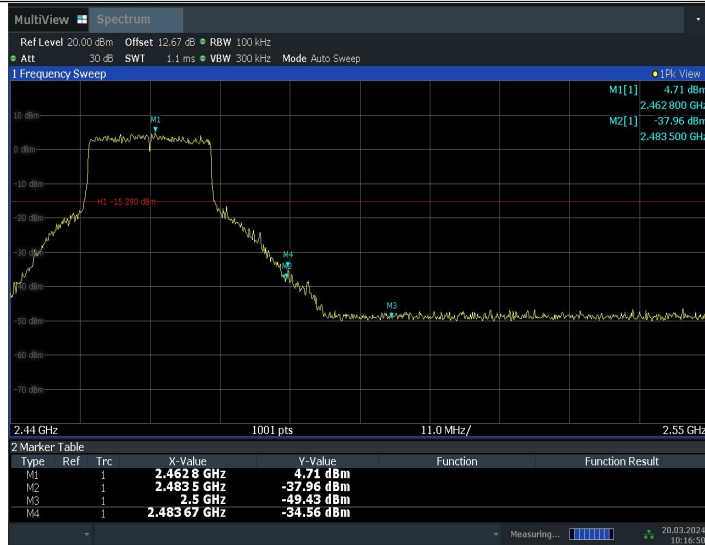 MultiView Spectrum
Ref Level 20.00 dBm Offset 12.67 dB RBW 100 kHz
Att 30 dB SWT 1.1 ms VBW 300 kHz Mode Auto Sweep
1 Frequency Sweep 1Pk View
M1[1] 4.71 dBm
2.462 800 GHz
M2[1] -37.96 dBm
2.483 500 GHz
10 dBm
M1
0 dBm
-10 dBm
H1 -15.290 dBm
-20 dBm
-30 dBm
M4
M2
-40 dBm
M3
-50 dBm
-60 dBm
-70 dBm
2.44 GHz 1001 pts 11.0 MHz/ 2.55 GHz
2 Marker Table
Type Ref Trc X-Value Y-Value Function Function Result
M1 1 2.462 8 GHz 4.71 dBm
M2 1 2.483 5 GHz -37.96 dBm
M3 1 2.5 GHz -49.43 dBm
M4 1 2.483 67 GHz -34.56 dBm
Measuring... 20.03.2024
10:16:50